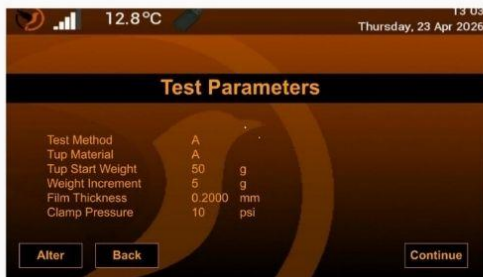 12.8°C
13 03
Thursday, 23 Apr 2026
Test Parameters
Test Method A
Tup Material A
Tup Start Weight 50 g
Weight Increment 5 g
Film Thickness 0.2000 mm
Clamp Pressure 10 psi
Alter Back Continue